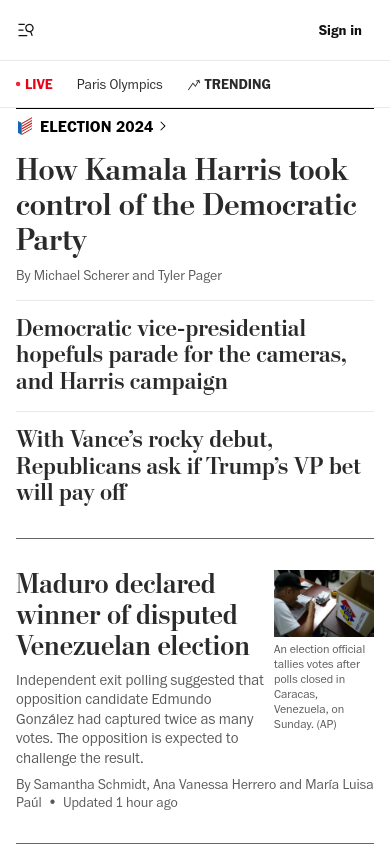 Sign in
LIVE
Paris Olympics
TRENDING
ELECTION 2024
How Kamala Harris took
control of the Democratic
Party
By Michael Scherer and Tyler Pager
Democratic vice-presidential
hopefuls parade for the cameras,
and Harris campaign
With Vance’s rocky debut,
Republicans ask if Trump’s VP bet
will pay off
Maduro declared
winner of disputed
Venezuelan election
Independent exit polling suggested that
opposition candidate Edmundo
González had captured twice as many
votes. The opposition is expected to
challenge the result.
By Samantha Schmidt, Ana Vanessa Herrero and María Luisa
Paúl • Updated 1 hour ago
An election official
tallies votes after
polls closed in
Caracas,
Venezuela, on
Sunday. (AP)